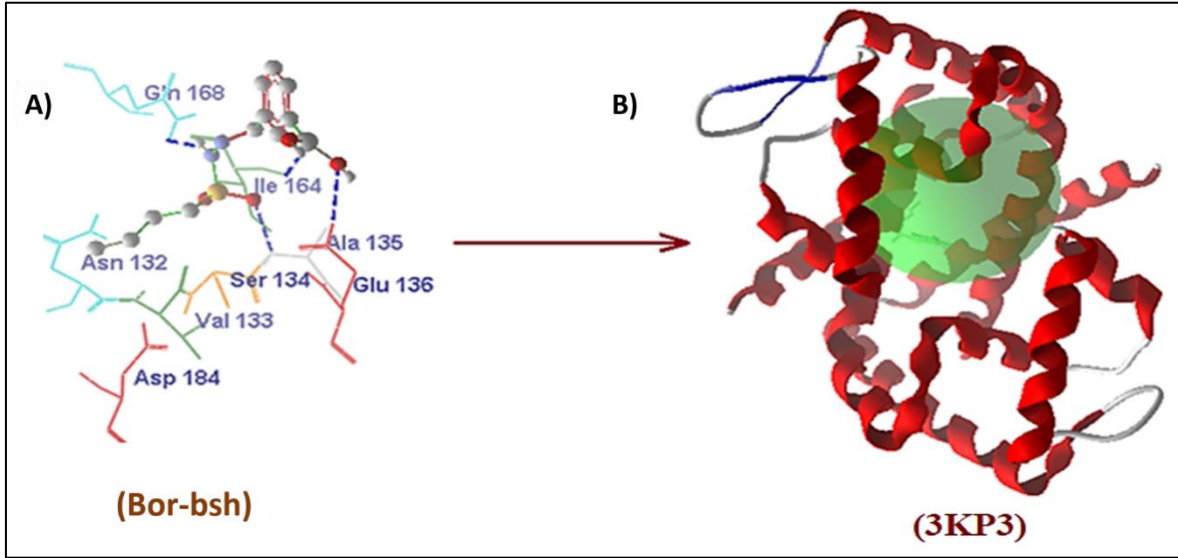 A)
B)
Gln 168
Ile 164
Asn 132
Ala 135
Ser 134
Glu 136
Val 133
Asp 184
(Bor-bsh)
(3KP3)